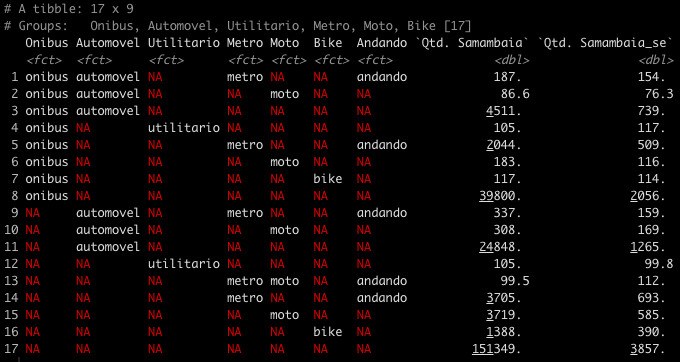 # A tibble: 17 x 9
# Groups: Onibus, Automovel, Utilitario, Metro, Moto, Bike [17]
Onibus Automovel Utilitario Metro Moto Bike Andando `Qtd. Samambaia` `Qtd. Samambaia_se`
<fct> <fct> <fct> <fct> <fct> <fct> <fct> <dbl> <dbl>
1 onibus automovel NA metro NA NA andando 187. 154.
2 onibus automovel NA NA moto NA NA 86.6 76.3
3 onibus automovel NA NA NA NA NA 4511. 739.
4 onibus NA utilitario NA NA NA NA 105. 117.
5 onibus NA NA metro NA NA andando 2044. 509.
6 onibus NA NA NA moto NA NA 183. 116.
7 onibus NA NA NA NA bike NA 117. 114.
8 onibus NA NA NA NA NA NA 39800. 2056.
9 NA automovel NA metro NA NA andando 337. 159.
10 NA automovel NA NA moto NA NA 308. 169.
11 NA automovel NA NA NA NA NA 24848. 1265.
12 NA NA utilitario NA NA NA NA 105. 99.8
13 NA NA NA metro moto NA andando 99.5 112.
14 NA NA NA metro NA NA andando 3705. 693.
15 NA NA NA NA moto NA NA 3719. 585.
16 NA NA NA NA NA bike NA 1388. 390.
17 NA NA NA NA NA NA NA 151349. 3857.